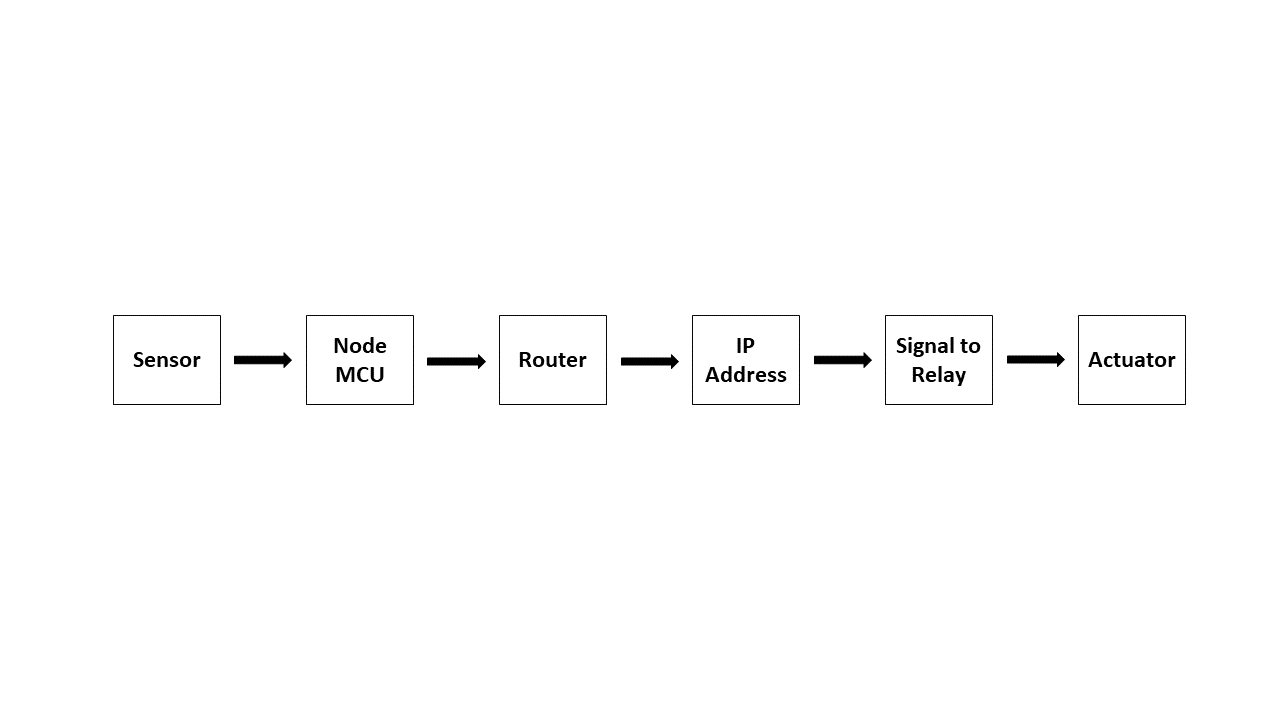 Sensor
Node
MCU
Router
IP
Address
Signal to
Relay
Actuator